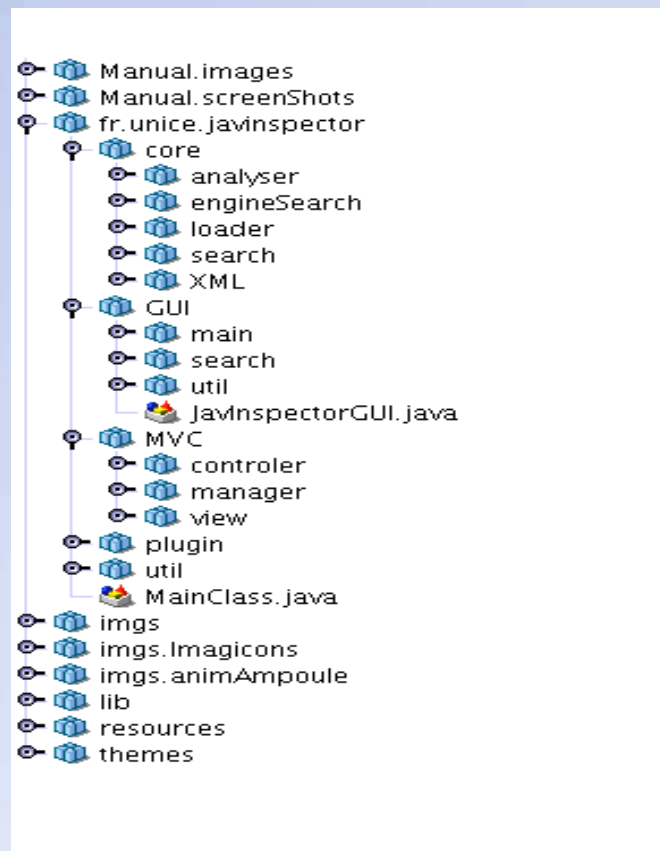 Manual.images
Manual.screenShots
fr.unice.javinspector
core
analyser
engineSearch
loader
search
XML
GUI
main
search
util
JavInspectorGUI.java
MVC
controler
manager
view
plugin
util
MainClass.java
imgs
imgs.Imagicons
imgs.animAmpoule
lib
resources
themes